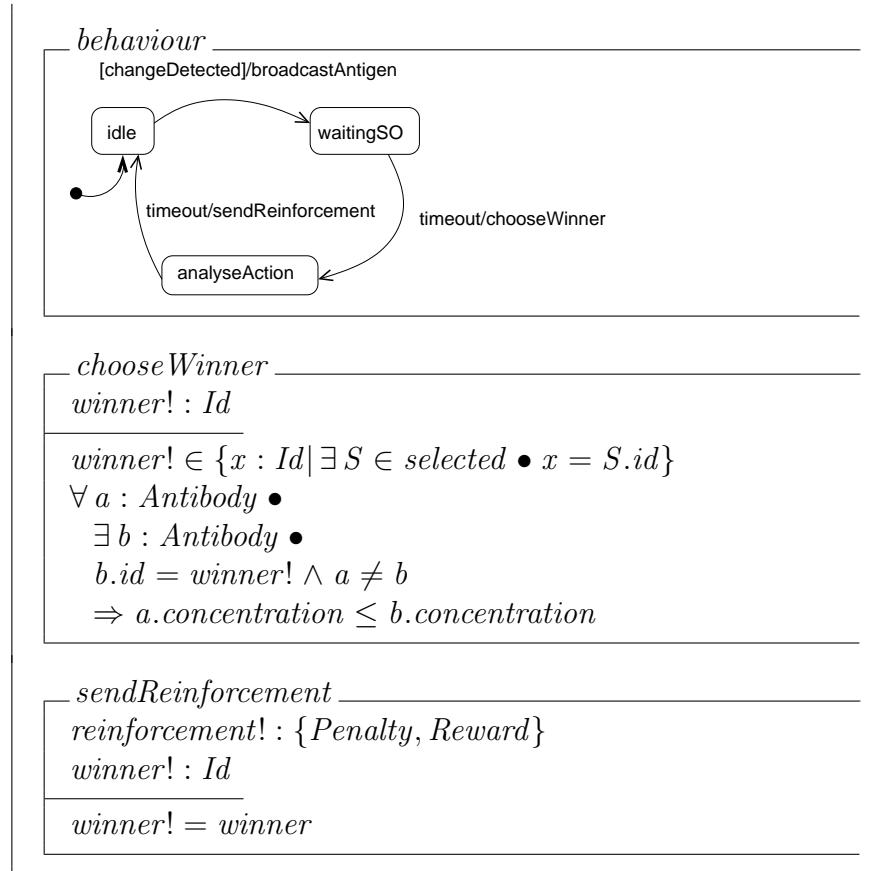 behaviour
[changeDetected]/broadcastAntigen
idle
waitingSO
timeout/sendReinforcement
timeout/chooseWinner
analyseAction
chooseWinner
winner! : Id
winner! ∈ {x : Id| ∃ S ∈ selected • x = S.id}
∀ a : Antibody •
∃ b : Antibody •
b.id = winner! ∧ a ≠ b
⇒ a.concentration ≤ b.concentration
sendReinforcement
reinforcement! : {Penalty, Reward}
winner! : Id
winner! = winner